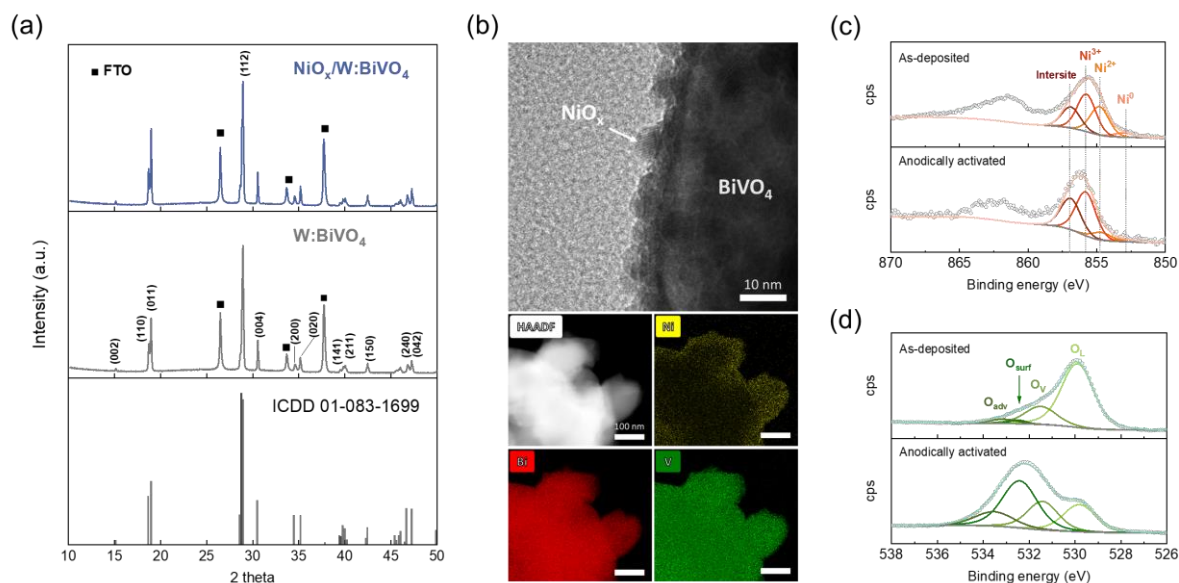 (a)
■ FTO
(112)
NiOx/W:BiVO4
W:BiVO4
(002)
(110)
(011)
(004)
(200)
(020)
(141)
(211)
(150)
(240)
(042)
ICDD 01-083-1699
Intensity (a.u.)
10 15 20 25 30 35 40 45 50
2 theta
(b)
NiOx
BiVO4
10 nm
HAADF
100 nm
Ni
Bi
V
(c)
As-deposited
Intersite
Ni3+
Ni2+
Ni0
cps
Anodically activated
cps
870 865 860 855 850
Binding energy (eV)
(d)
As-deposited
Oadv
Osurf
OV
OL
cps
Anodically activated
cps
538 536 534 532 530 528 526
Binding energy (eV)